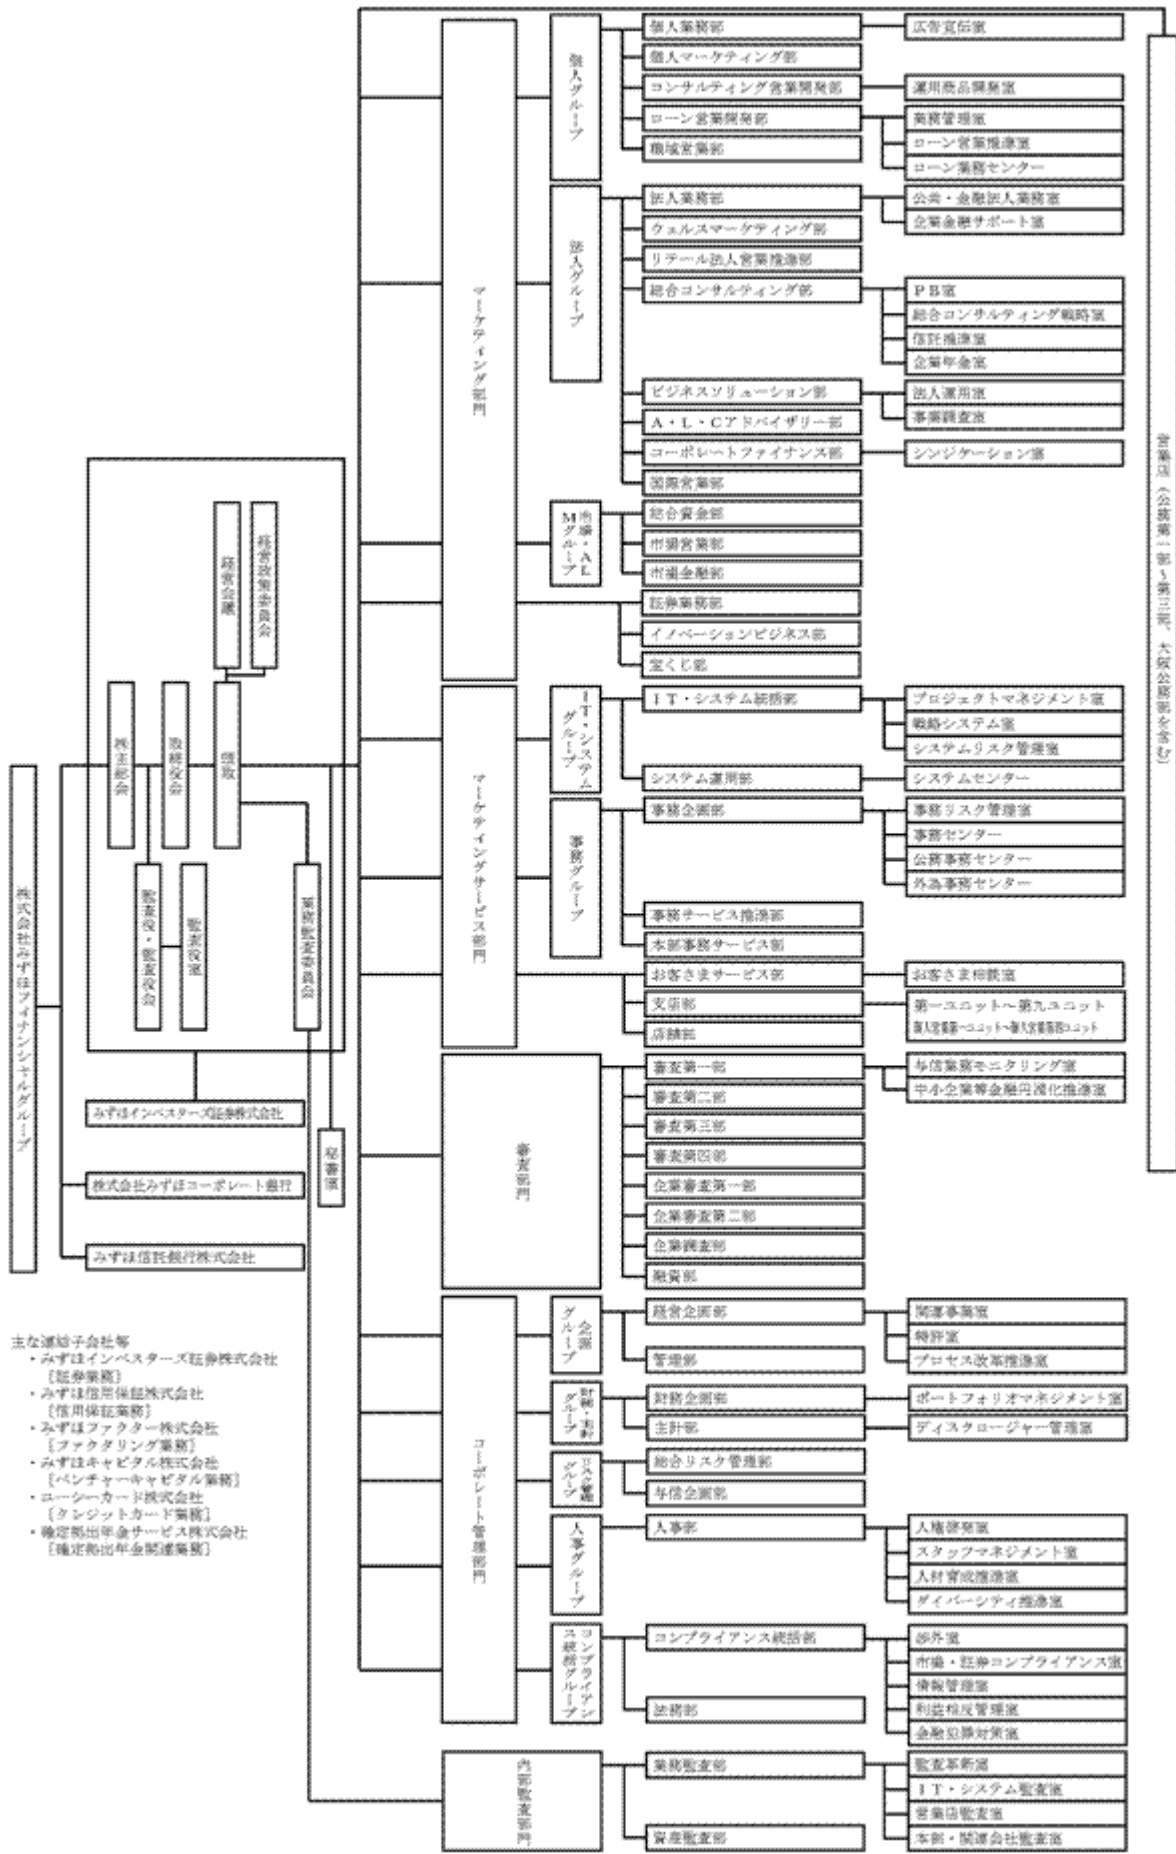 株式会社みずほフィナンシャルグループ
みずほインベスターズ証券株式会社
株式会社みずほコーポレート銀行
みずほ信託銀行株式会社
株主総会
取締役会
頭取
経営会議
経営政策委員会
監査役・監査役会
監査役室
業務監査委員会
秘書室
マーケティング部門
個人グループ
個人業務部
広告宣伝室
個人マーケティング部
コンサルティング営業開発部
運用商品開発室
ローン営業開発部
業務管理室
ローン営業推進室
ローン業務センター
職域営業部
法人グループ
法人業務部
公共・金融法人業務室
企業金融サポート室
ウェルスマーケティング部
リテール法人営業推進部
総合コンサルティング部
PB室
総合コンサルティング戦略室
信託推進室
企業年金室
ビジネスソリューション部
法人運用室
事業調査室
A・L・Cアドバイザリー部
コーポレートファイナンス部
シンジケーション室
国際営業部
市場・AL
Mグループ
総合資金部
市場営業部
市場金融部
証券業務部
イノベーションビジネス部
宝くじ部
マーケティングサービス部門
IT・システム
グループ
IT・システム統括部
プロジェクトマネジメント室
戦略システム室
システムリスク管理室
システム運用部
システムセンター
事務グループ
事務企画部
事務リスク管理室
事務センター
公務事務センター
外為事務センター
事務サービス推進部
本部事務サービス部
お客さまサービス部
お客さま相談室
支店部
第一ユニット～第九ユニット
個人営業第一ユニット～個人営業第四ユニット
店舗部
審査部門
審査第一部
与信業務モニタリング室
中小企業等金融円滑化推進室
審査第二部
審査第三部
審査第四部
企業審査第一部
企業審査第二部
企業調査部
融資部
コーポレート管理部門
企画
グループ
経営企画部
関連事業室
特許室
プロセス改革推進室
管理部
財務・主計
グループ
財務企画部
ポートフォリオマネジメント室
主計部
ディスクロージャー管理室
リスク管理
グループ
総合リスク管理部
与信企画部
人事グループ
人事部
人権啓発室
スタッフマネジメント室
人材育成推進室
ダイバーシティ推進室
コンプライアン
ス統括グループ
コンプライアンス統括部
渉外室
市場・証券コンプライアンス室
情報管理室
利益相反管理室
金融犯罪対策室
法務部
内部監査部門
業務監査部
監査革新室
IT・システム監査室
営業店監査室
本部・関連会社監査室
資産監査部
営業店（公務第一部～第三部、大阪公務部を含む）
主な連結子会社等
・みずほインベスターズ証券株式会社
［証券業務］
・みずほ信用保証株式会社
［信用保証業務］
・みずほファクター株式会社
［ファクタリング業務］
・みずほキャピタル株式会社
［ベンチャーキャピタル業務］
・ユーシーカード株式会社
［クレジットカード業務］
・確定拠出年金サービス株式会社
［確定拠出年金関連業務］